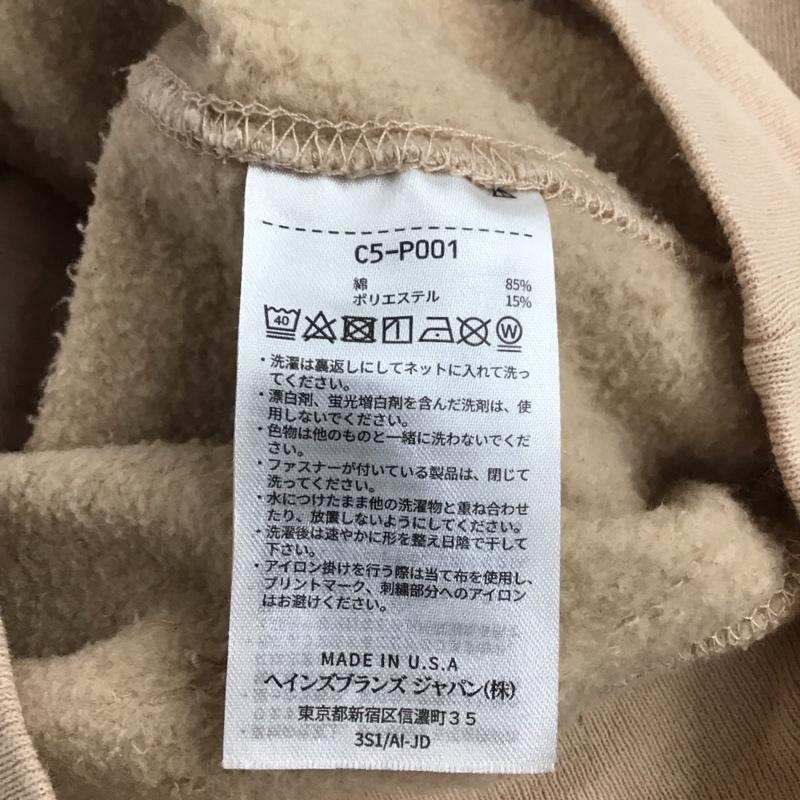 C5-P001
綿 85%
ポリエステル 15%
40
W
・洗濯は裏返しにしてネットに入れて洗っ
てください。
・漂白剤、蛍光増白剤を含んだ洗剤は、使
用しないでください。
・色物は他のものと一緒に洗わないでくだ
さい。
・ファスナーが付いている製品は、閉じて
洗ってください。
・水につけたまま他の洗濯物と重ね合わせ
たり、放置しないようにしてください。
・洗濯後は速やかに形を整え日陰で干して
下さい。
・アイロン掛けを行う際は当て布を使用し、
プリントマーク、刺繍部分へのアイロン
はお避けください。
MADE IN U.S.A
ヘインズブランズ ジャパン(株)
東京都新宿区信濃町35
3S1/AI-JD